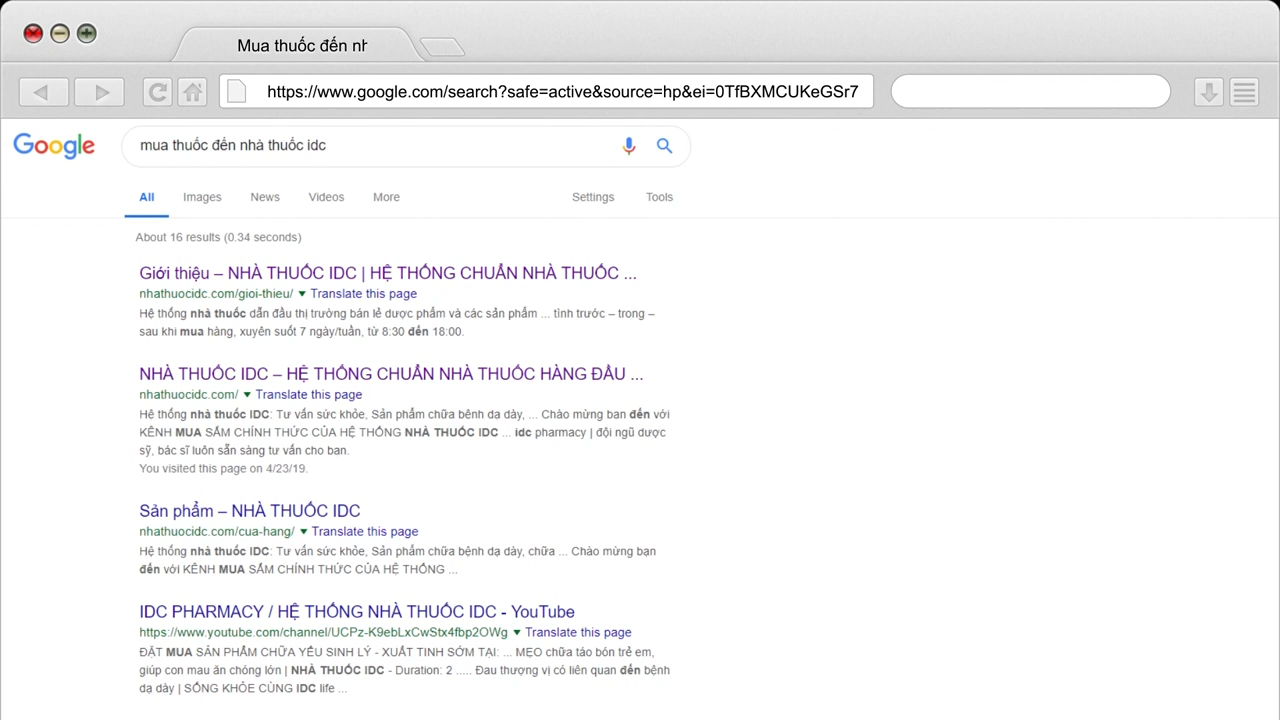 Mua thuốc đến nh
https://www.google.com/search?safe=active&source=hp&ei=0TfBXMCUKeGSr7
Google
mua thuốc đến nhà thuốc idc
All Images News Videos More Settings Tools
About 16 results (0.34 seconds)
Giới thiệu – NHÀ THUỐC IDC | HỆ THỐNG CHUẨN NHÀ THUỐC ...
nhathuocidc.com/gioi-thieu/ ▼ Translate this page
Hệ thống nhà thuốc dẫn đầu thị trường bán lẻ dược phẩm và các sản phẩm ... tình trước – trong –
sau khi mua hàng, xuyên suốt 7 ngày/tuần, từ 8:30 đến 18:00.
NHÀ THUỐC IDC – HỆ THỐNG CHUẨN NHÀ THUỐC HÀNG ĐẦU ...
nhathuocidc.com/ ▼ Translate this page
Hệ thống nhà thuốc IDC: Tư vấn sức khỏe, Sản phẩm chữa bệnh dạ dày, ... Chào mừng bạn đến với
KÊNH MUA SẮM CHÍNH THỨC CỦA HỆ THỐNG NHÀ THUỐC IDC ... idc pharmacy | đội ngũ dược
sỹ, bác sĩ luôn sẵn sàng tư vấn cho bạn.
You visited this page on 4/23/19.
Sản phẩm – NHÀ THUỐC IDC
nhathuocidc.com/cua-hang/ ▼ Translate this page
Hệ thống nhà thuốc IDC: Tư vấn sức khỏe, Sản phẩm chữa bệnh dạ dày, chữa ... Chào mừng bạn
đến với KÊNH MUA SẮM CHÍNH THỨC CỦA HỆ THỐNG ...
IDC PHARMACY / HỆ THỐNG NHÀ THUỐC IDC - YouTube
https://www.youtube.com/channel/UCPz-K9ebLxCwStx4fbp2OWg ▼ Translate this page
ĐẶT MUA SẢN PHẨM CHỮA YẾU SINH LÝ - XUẤT TINH SỚM TẠI: ... MẸO chữa táo bón trẻ em,
giúp con mau ăn chóng lớn | NHÀ THUỐC IDC - Duration: 2 ..... Đau thượng vị có liên quan đến bệnh
dạ dày | SỐNG KHỎE CÙNG IDC life ...